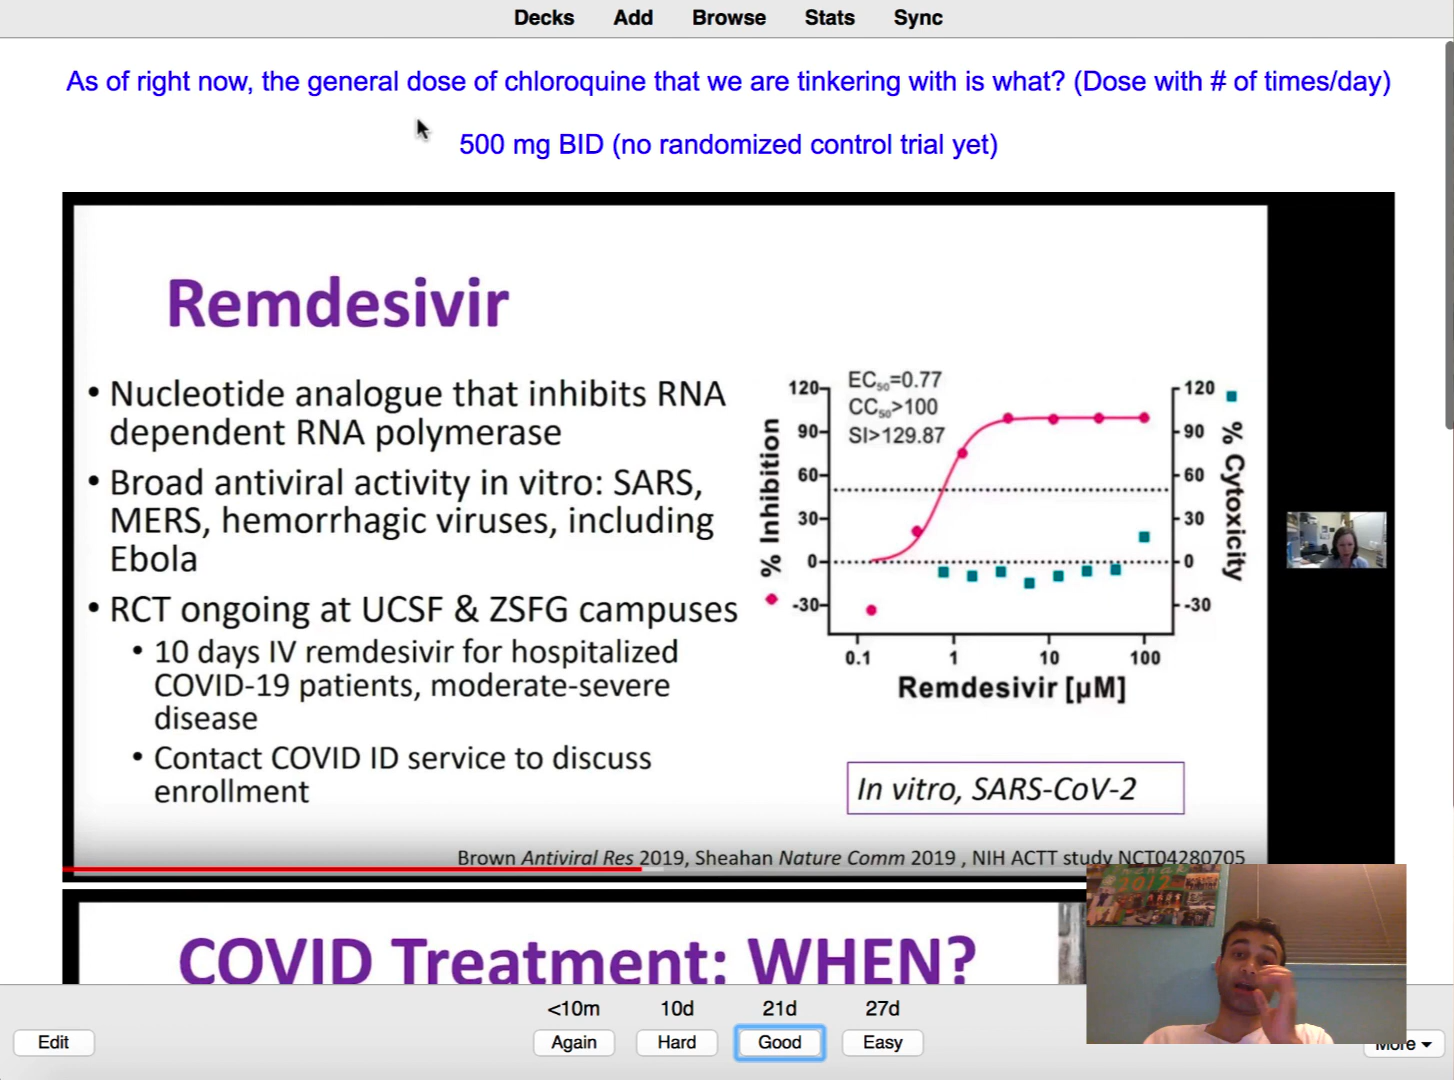 Decks Add Browse Stats Sync
As of right now, the general dose of chloroquine that we are tinkering with is what? (Dose with # of times/day)
500 mg BID (no randomized control trial yet)
Remdesivir
• Nucleotide analogue that inhibits RNA
dependent RNA polymerase
• Broad antiviral activity in vitro: SARS,
MERS, hemorrhagic viruses, including
Ebola
• RCT ongoing at UCSF & ZSFG campuses
• 10 days IV remdesivir for hospitalized
COVID-19 patients, moderate-severe
disease
• Contact COVID ID service to discuss
enrollment
EC50=0.77
CC50>100
SI>129.87
% Inhibition
120
90
60
30
0
-30
120
90
60
30
0
-30
% Cytoxicity
0.1 1 10 100
Remdesivir [µM]
In vitro, SARS-CoV-2
Brown Antiviral Res 2019, Sheahan Nature Comm 2019 , NIH ACTT study NCT04280705
2012
COVID Treatment: WHEN?
<10m 10d 21d 27d
Edit Again Hard Good Easy More